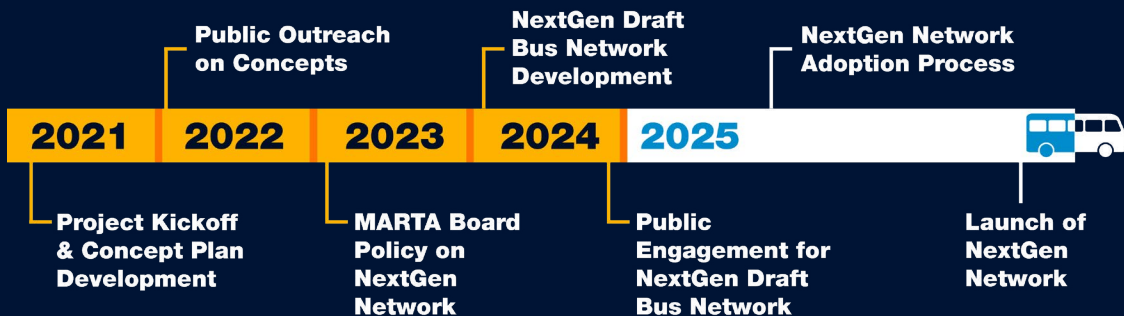 Public Outreach
on Concepts
NextGen Draft
Bus Network
Development
NextGen Network
Adoption Process
2021
2022
2023
2024
2025
Project Kickoff
& Concept Plan
Development
MARTA Board
Policy on
NextGen
Network
Public
Engagement for
NextGen Draft
Bus Network
Launch of
NextGen
Network